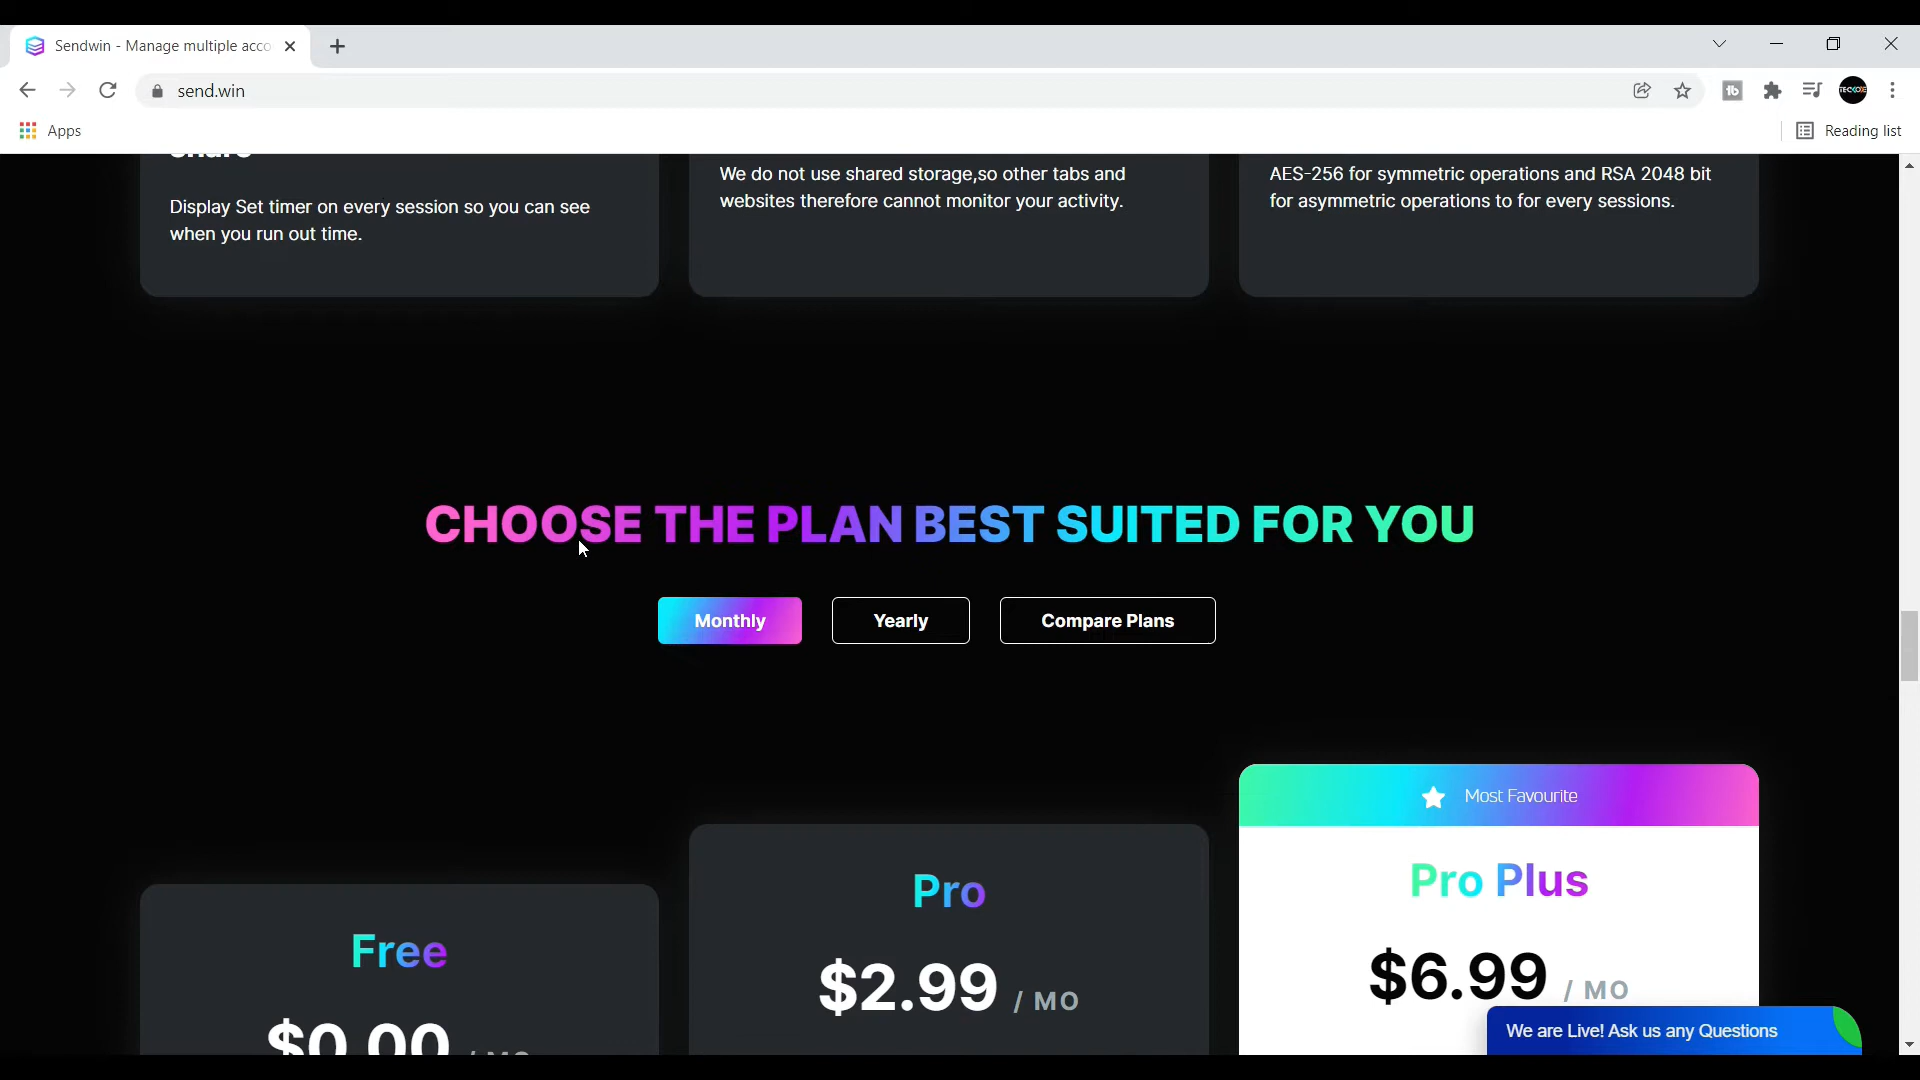 Sendwin - Manage multiple acco
send.win
Apps
Reading list
Share
Display Set timer on every session so you can see
when you run out time.
We do not use shared storage,so other tabs and
websites therefore cannot monitor your activity.
AES-256 for symmetric operations and RSA 2048 bit
for asymmetric operations to for every sessions.
CHOOSE THE PLAN BEST SUITED FOR YOU
Monthly
Yearly
Compare Plans
Free
$0.00 / MO
Pro
$2.99 / MO
Most Favourite
Pro Plus
$6.99 / MO
We are Live! Ask us any Questions